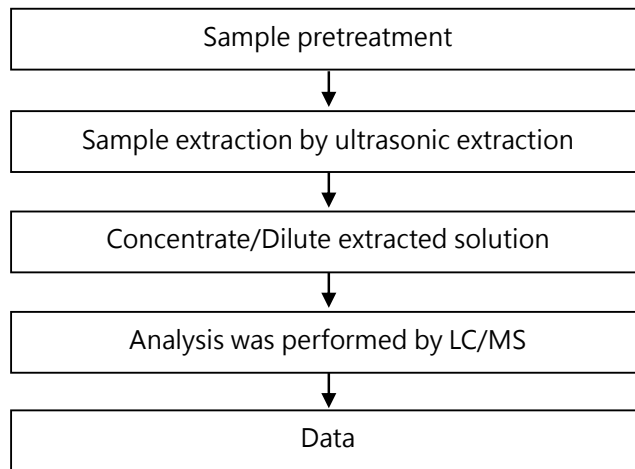 Sample pretreatment
Sample extraction by ultrasonic extraction
Concentrate/Dilute extracted solution
Analysis was performed by LC/MS
Data